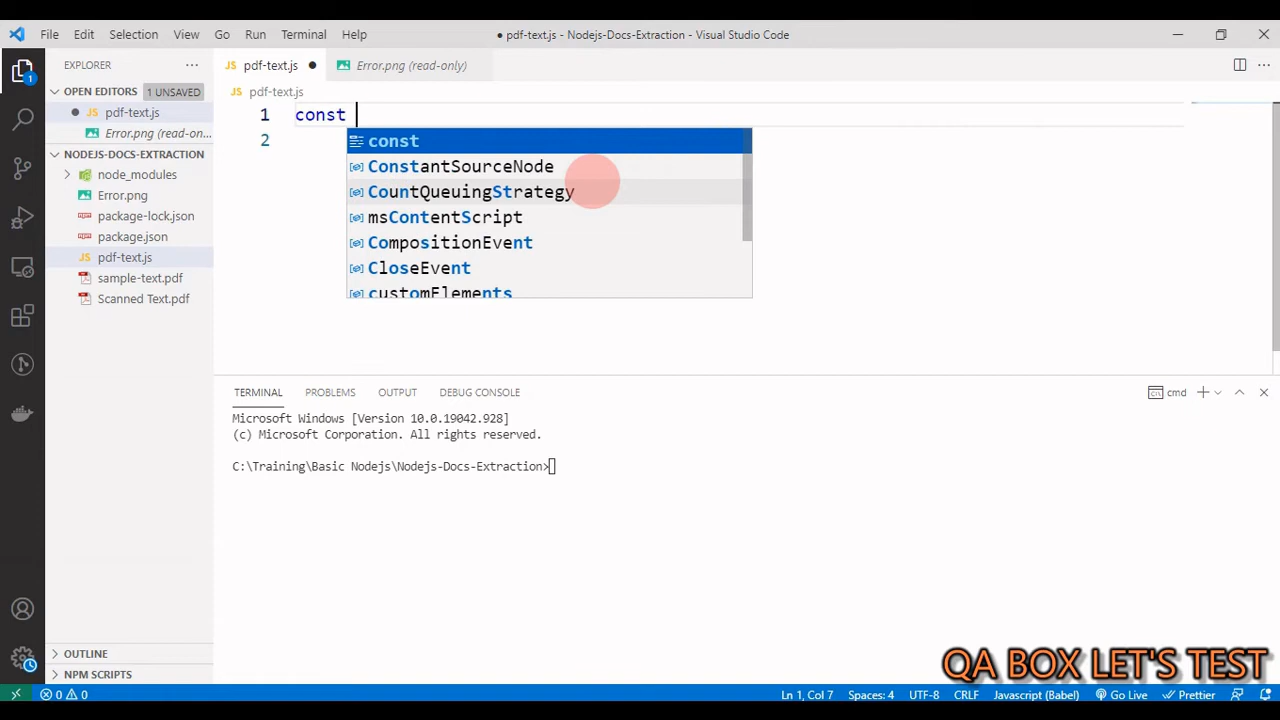 File Edit Selection View Go Run Terminal Help
● pdf-text.js - Nodejs-Docs-Extraction - Visual Studio Code
EXPLORER
OPEN EDITORS 1 UNSAVED
JS pdf-text.js
Error.png (read-on...
NODEJS-DOCS-EXTRACTION
node_modules
Error.png
package-lock.json
package.json
JS pdf-text.js
sample-text.pdf
Scanned Text.pdf
OUTLINE
NPM SCRIPTS
1
JS pdf-text.js ●
Error.png (read-only)
JS pdf-text.js
1 const
2
const
ConstantSourceNode
CountQueuingStrategy
msContentScript
CompositionEvent
CloseEvent
customElements
TERMINAL PROBLEMS OUTPUT DEBUG CONSOLE
cmd
Microsoft Windows [Version 10.0.19042.928]
(c) Microsoft Corporation. All rights reserved.
C:\Training\Basic Nodejs\Nodejs-Docs-Extraction>
QA BOX LET'S TEST
0 0
Ln 1, Col 7 Spaces: 4 UTF-8 CRLF Javascript (Babel) Go Live Prettier